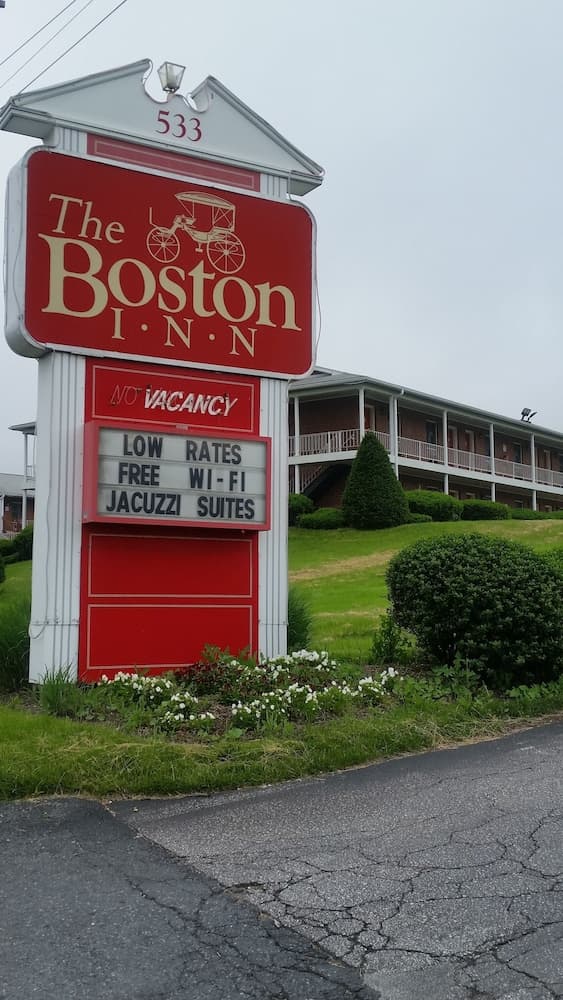 533
The
Boston
I·N·N
NO VACANCY
LOW RATES
FREE WI-FI
JACUZZI SUITES